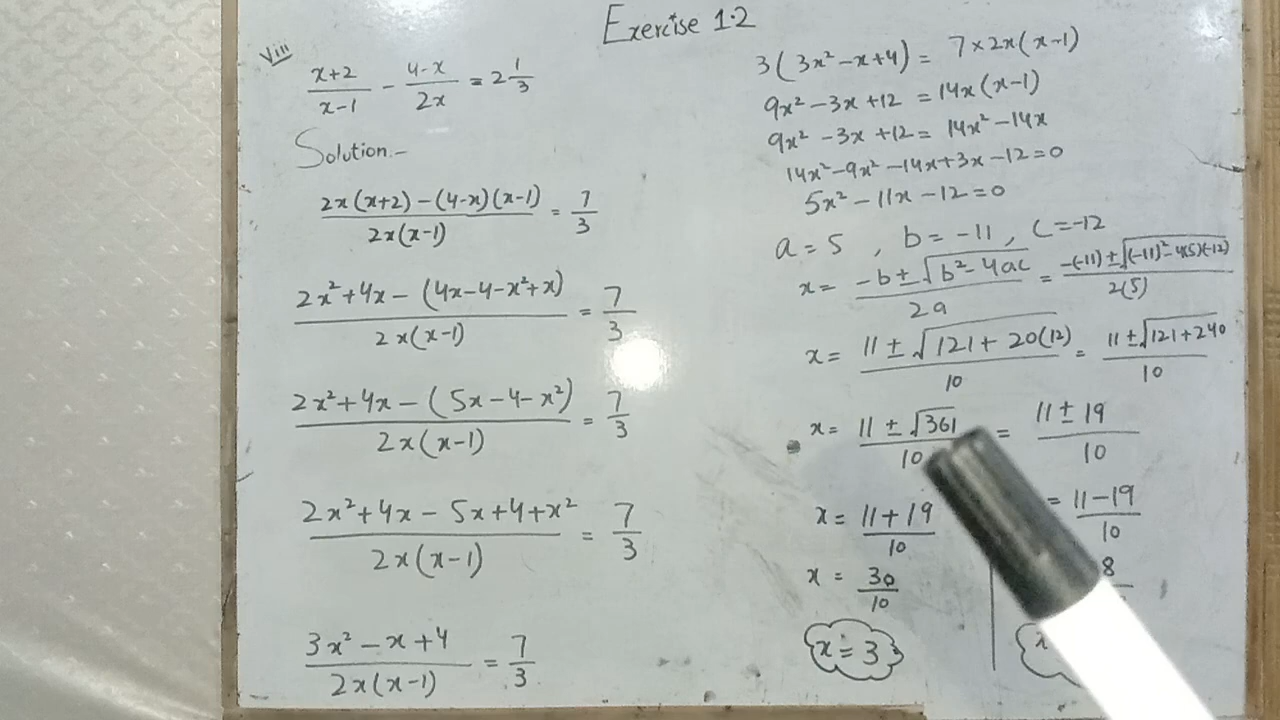 Exercise 1.2
viii
x+2/x-1 - 4-x/2x = 2 1/3
Solution:-
2x(x+2)-(4-x)(x-1)/2x(x-1) = 7/3
2x²+4x-(4x-4-x²+x)/2x(x-1) = 7/3
2x²+4x-(5x-4-x²)/2x(x-1) = 7/3
2x²+4x-5x+4+x²/2x(x-1) = 7/3
3x²-x+4/2x(x-1) = 7/3
3(3x²-x+4) = 7×2x(x-1)
9x²-3x+12 = 14x(x-1)
9x²-3x+12 = 14x²-14x
14x²-9x²-14x+3x-12=0
5x²-11x-12=0
a=5, b=-11, c=-12
x = -b±√b²-4ac/2a = -(-11)±√(-11)²-4(5)(-12)/2(5)
x = 11±√121+20(12)/10 = 11±√121+240/10
x = 11±√361/10 = 11±19/10
x = 11+19/10 = 11-19/10
x = 30/10 8
x = 3 x